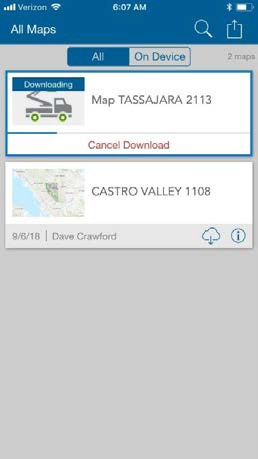 Verizon 6:07 AM
All Maps
All On Device 2 maps
Downloading
Map TASSAJARA 2113
Cancel Download
CASTRO VALLEY 1108
9/6/18 | Dave Crawford